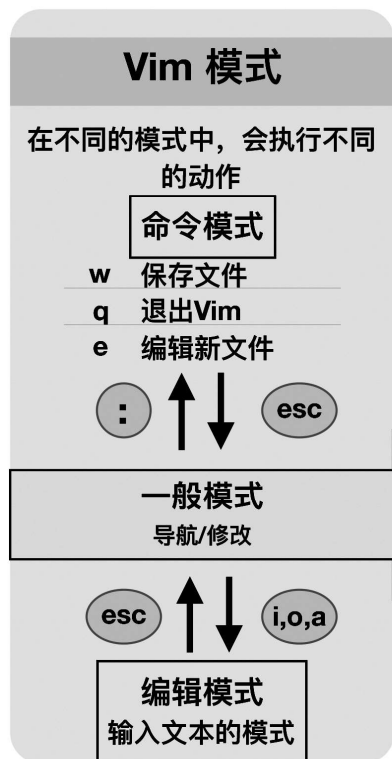 Vim 模式
在不同的模式中，会执行不同
的动作
命令模式
w 保存文件
q 退出Vim
e 编辑新文件
: esc
一般模式
导航/修改
esc i,o,a
编辑模式
输入文本的模式